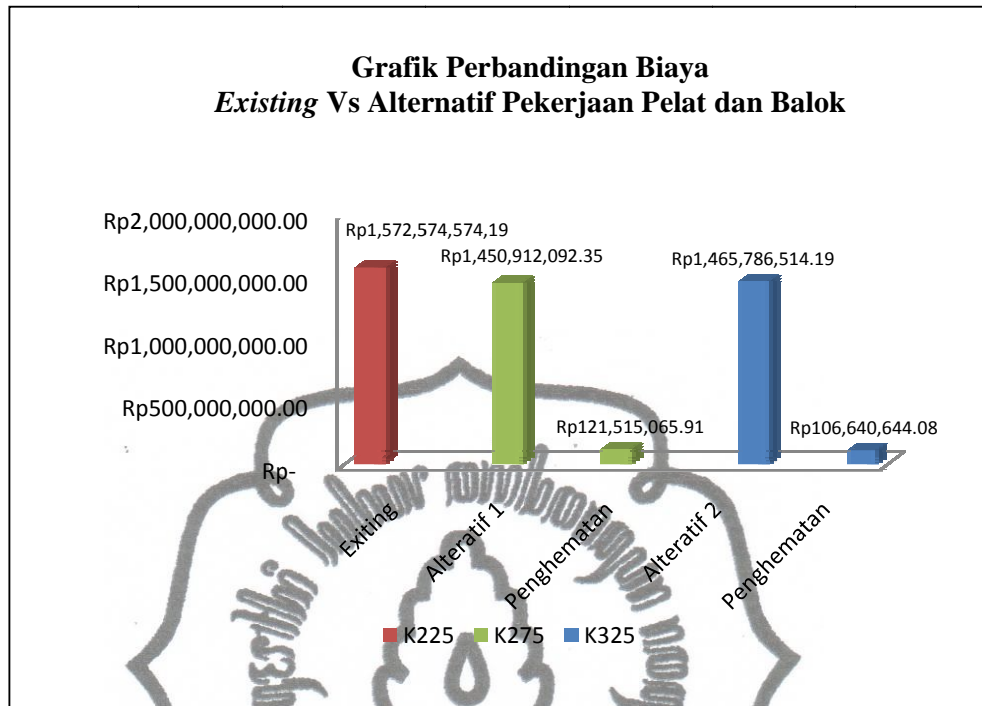 Grafik Perbandingan Biaya
Existing Vs Alternatif Pekerjaan Pelat dan Balok
Rp2,000,000,000.00
Rp1,500,000,000.00
Rp1,000,000,000.00
Rp500,000,000.00
Rp-
Rp1,572,574,574,19
Rp1,450,912,092.35
Rp121,515,065.91
Rp1,465,786,514.19
Rp106,640,644.08
Exiting
Alteratif 1
Penghematan
Alteratif 2
Penghematan
K225 K275 K325